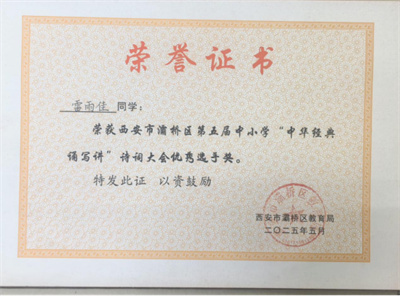 荣誉证书
雷雨佳 同学：
荣获西安市灞桥区第五届中小学“中华经典
诵写讲”诗词大会优秀选手奖。
特发此证 以资鼓励
西安市灞桥区教育局
二〇二五年五月